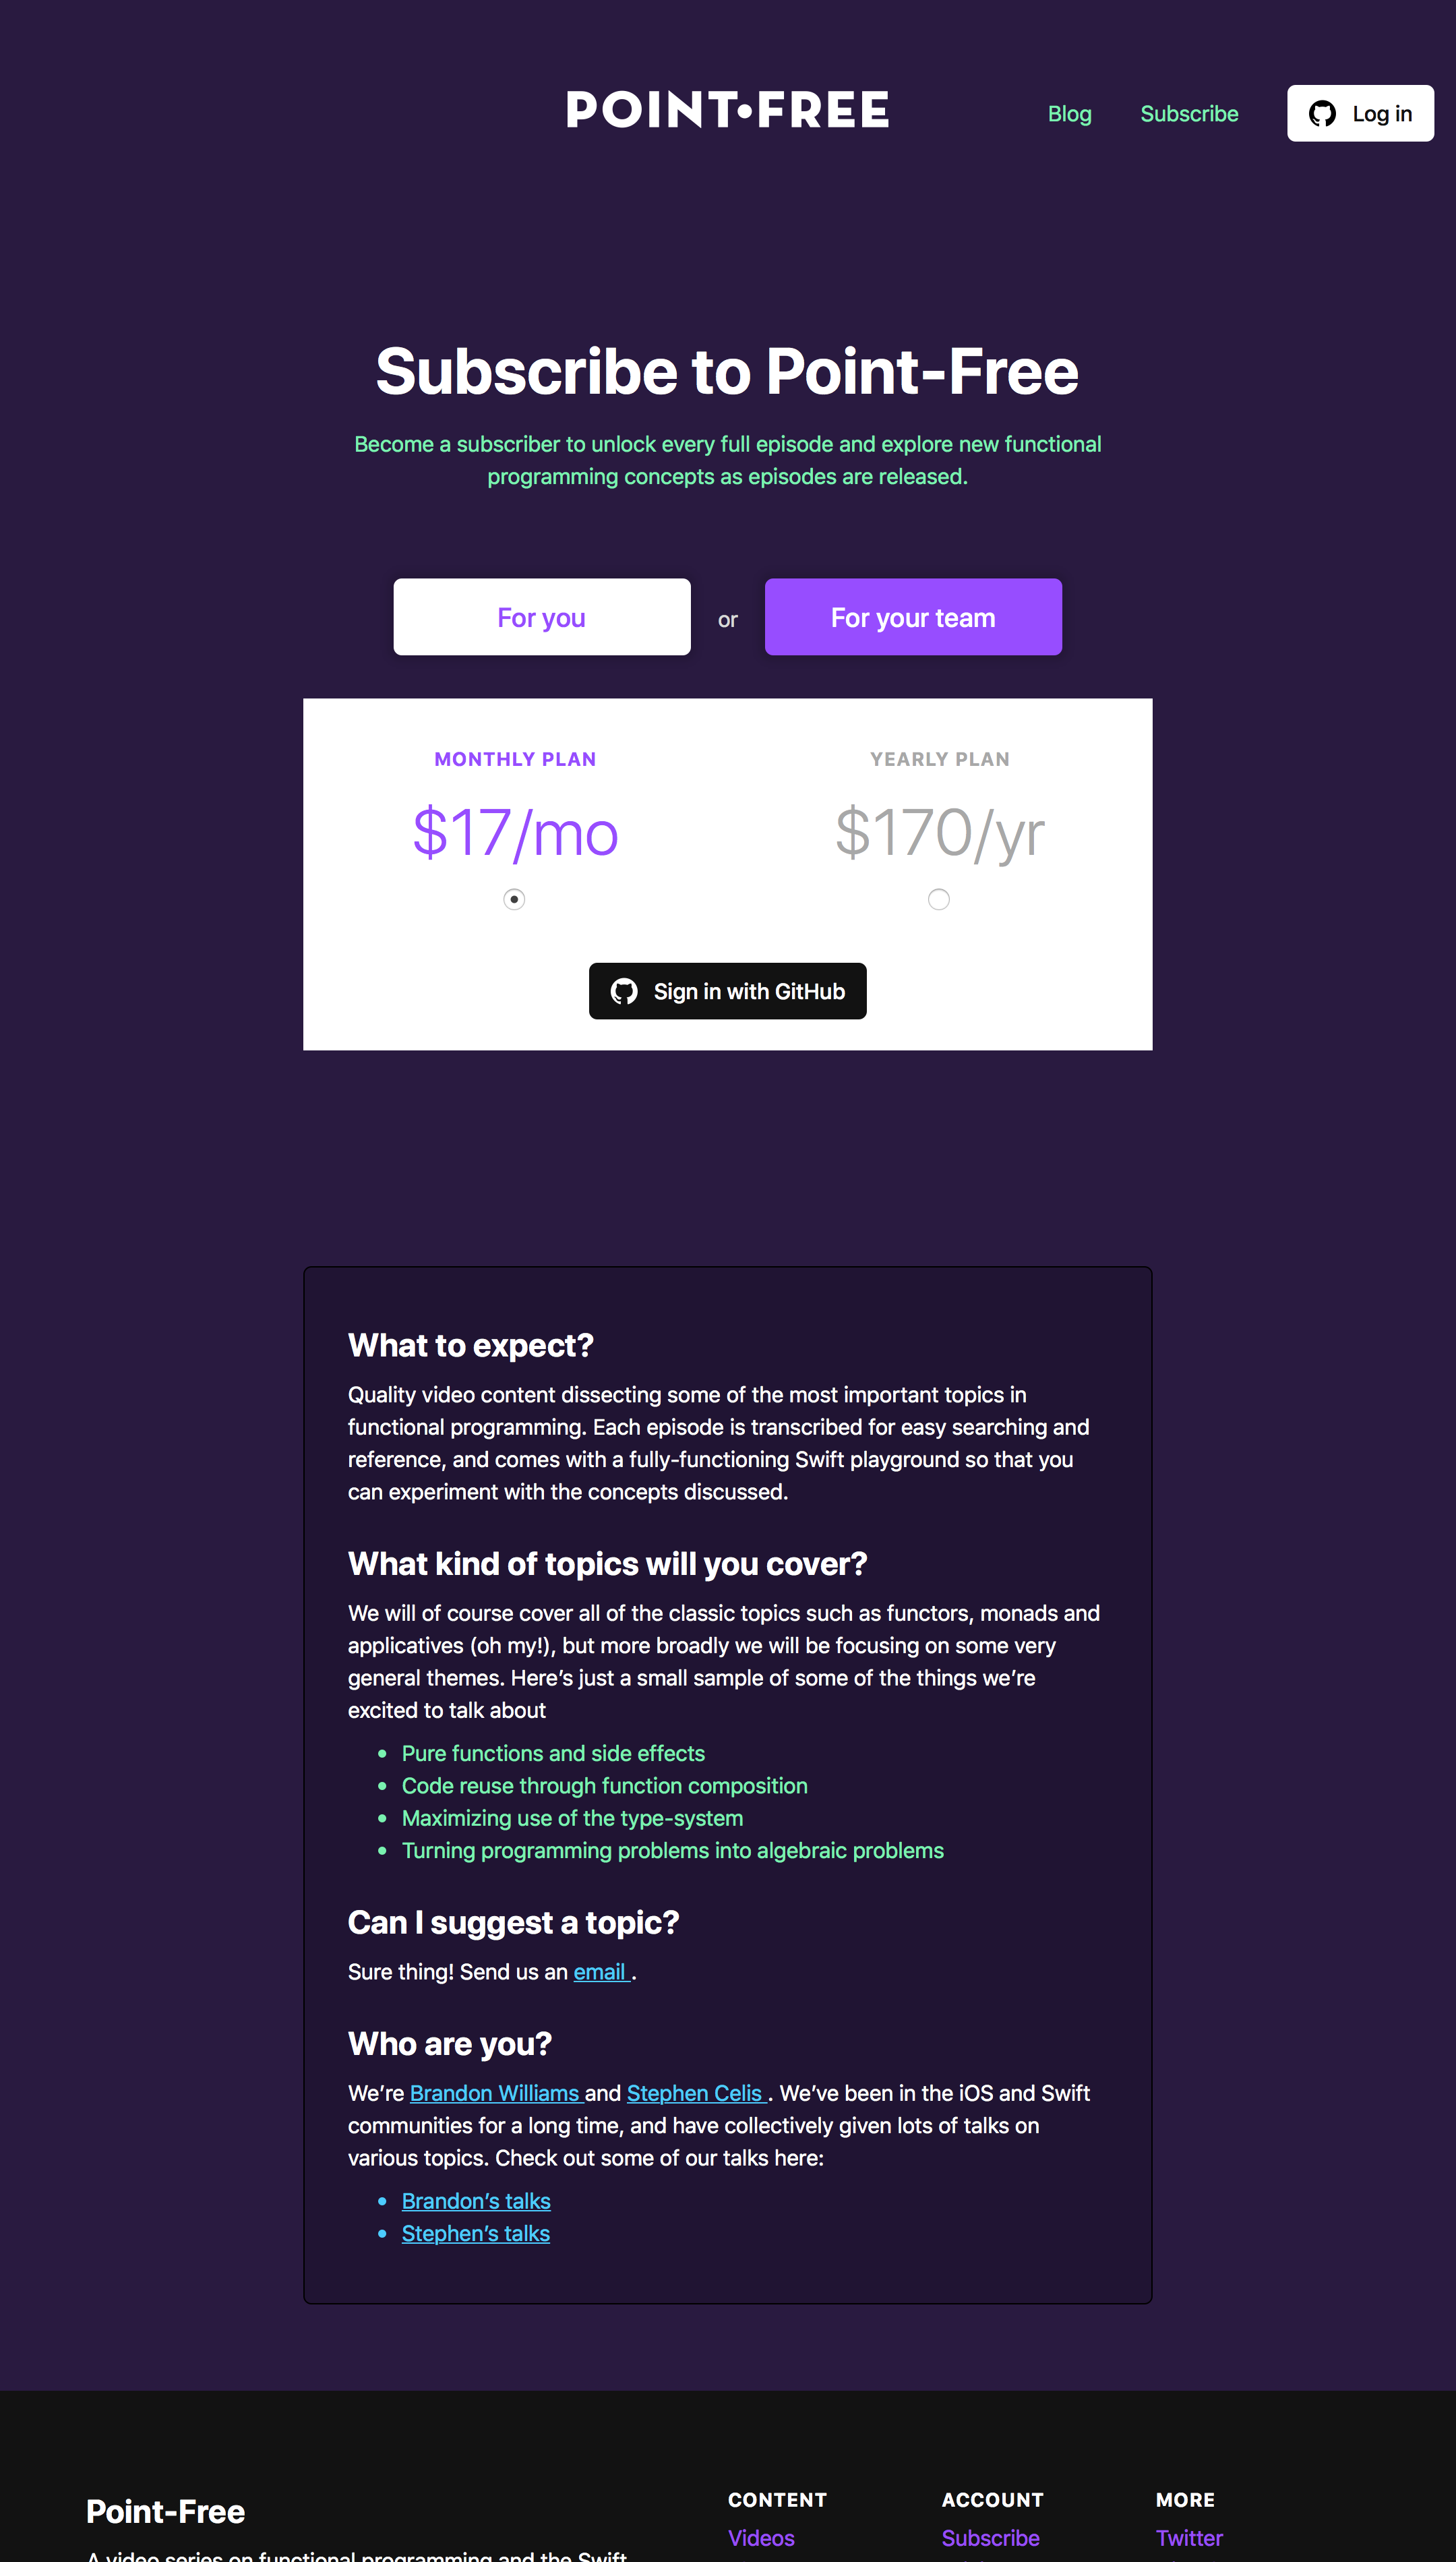 POINT•FREE
Blog Subscribe Log in
Subscribe to Point-Free
Become a subscriber to unlock every full episode and explore new functional
programming concepts as episodes are released.
For you or For your team
MONTHLY PLAN YEARLY PLAN
$17/mo $170/yr
Sign in with GitHub
What to expect?
Quality video content dissecting some of the most important topics in
functional programming. Each episode is transcribed for easy searching and
reference, and comes with a fully-functioning Swift playground so that you
can experiment with the concepts discussed.
What kind of topics will you cover?
We will of course cover all of the classic topics such as functors, monads and
applicatives (oh my!), but more broadly we will be focusing on some very
general themes. Here’s just a small sample of some of the things we’re
excited to talk about
• Pure functions and side effects
• Code reuse through function composition
• Maximizing use of the type-system
• Turning programming problems into algebraic problems
Can I suggest a topic?
Sure thing! Send us an email .
Who are you?
We’re Brandon Williams and Stephen Celis . We’ve been in the iOS and Swift
communities for a long time, and have collectively given lots of talks on
various topics. Check out some of our talks here:
• Brandon’s talks
• Stephen’s talks
Point-Free
CONTENT ACCOUNT MORE
Videos Subscribe Twitter
A video series on functional programming and the Swift